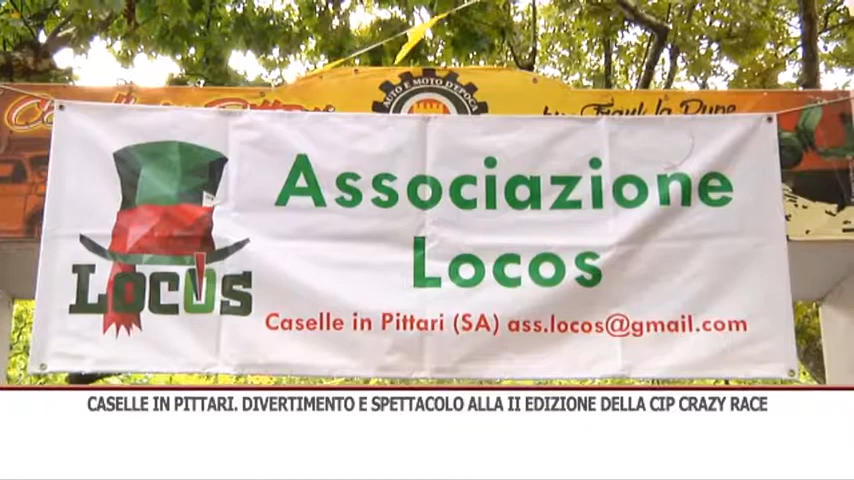 AUTO E MOTO D'EPOCA
Associazione
Locos
LOCOS
Caselle in Pittari (SA) ass.locos@gmail.com
CASELLE IN PITTARI. DIVERTIMENTO E SPETTACOLO ALLA II EDIZIONE DELLA CIP CRAZY RACE